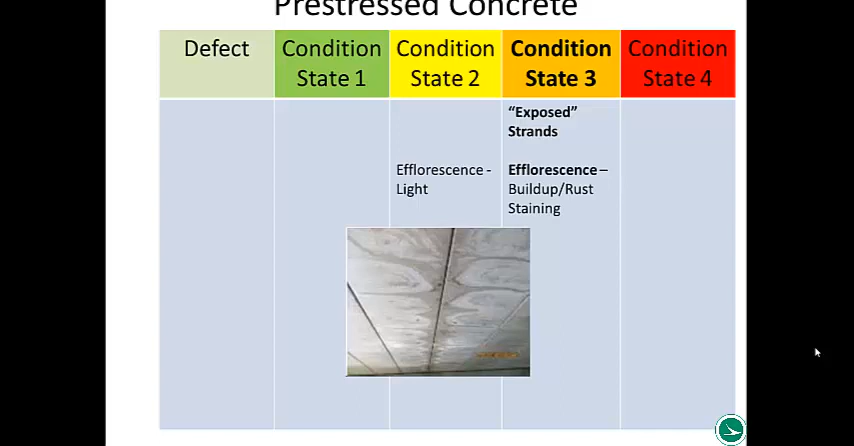 Prestressed Concrete
Defect
Condition
State 1
Condition
State 2
Condition
State 3
Condition
State 4
“Exposed”
Strands
Efflorescence -
Light
Efflorescence –
Buildup/Rust
Staining